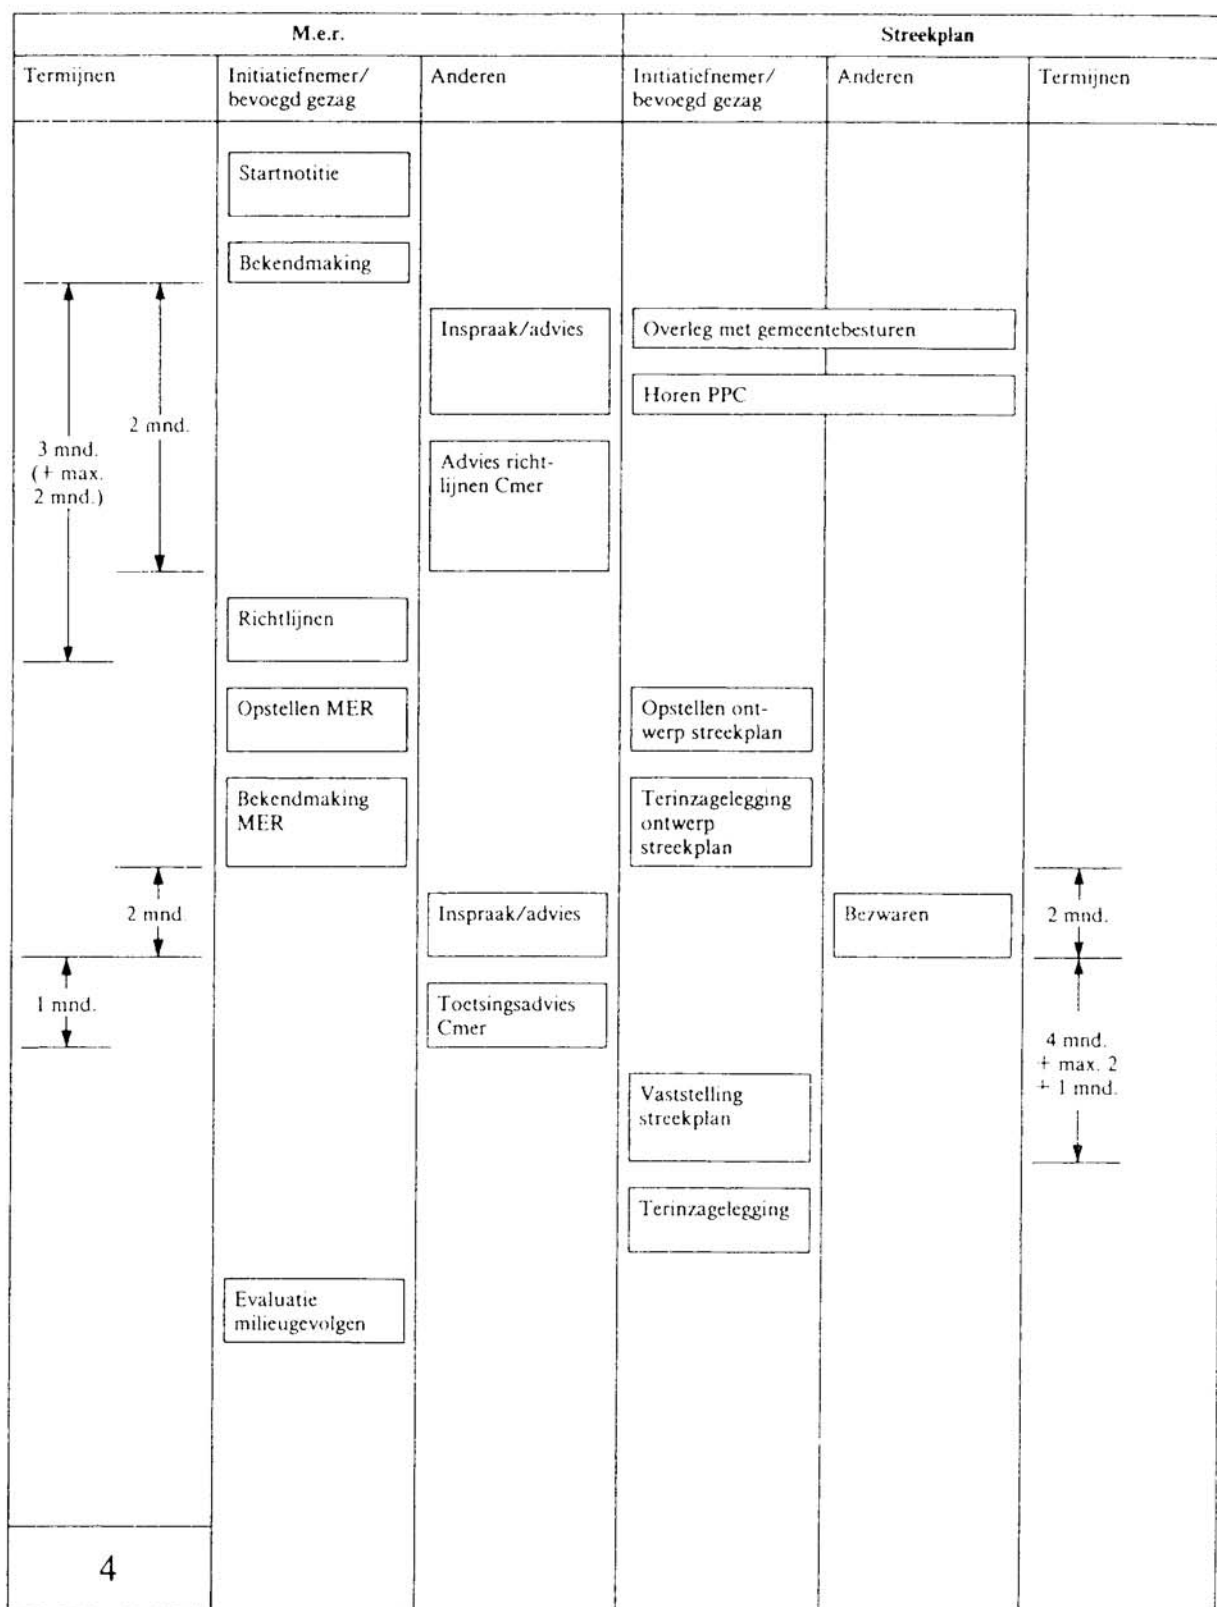 M.e.r.
Streekplan
Termijnen
Initiatiefnemer/
bevoegd gezag
Anderen
Initiatiefnemer/
bevoegd gezag
Anderen
Termijnen
Startnotitie
Bekendmaking
Inspraak/advies
Overleg met gemeentebesturen
Horen PPC
2 mnd.
3 mnd.
(+ max.
2 mnd.)
Advies richt-
lijnen Cmer
Richtlijnen
Opstellen MER
Opstellen ont-
werp streekplan
Bekendmaking
MER
Terinzagelegging
ontwerp
streekplan
2 mnd.
Inspraak/advies
Bezwaren
2 mnd.
1 mnd.
Toetsingsadvies
Cmer
4 mnd.
+ max. 2
+ 1 mnd.
Vaststelling
streekplan
Terinzagelegging
Evaluatie
milieugevolgen
4